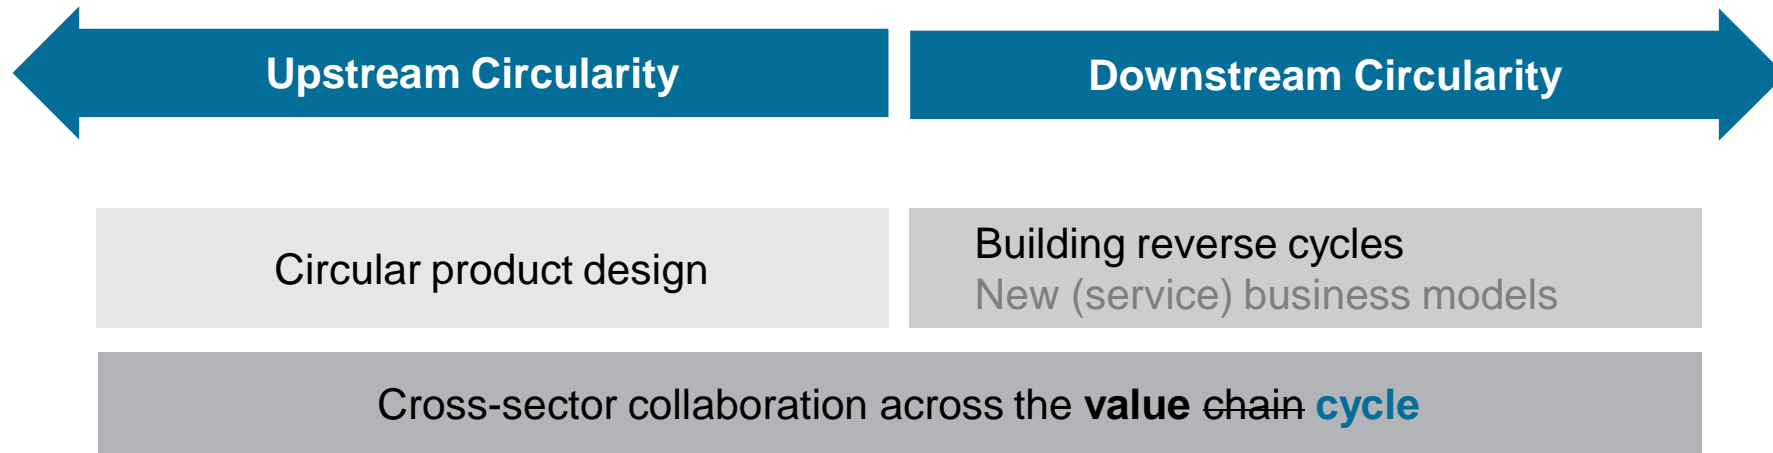 Upstream Circularity
Downstream Circularity
Circular product design
Building reverse cycles
New (service) business models
Cross-sector collaboration across the value chain cycle